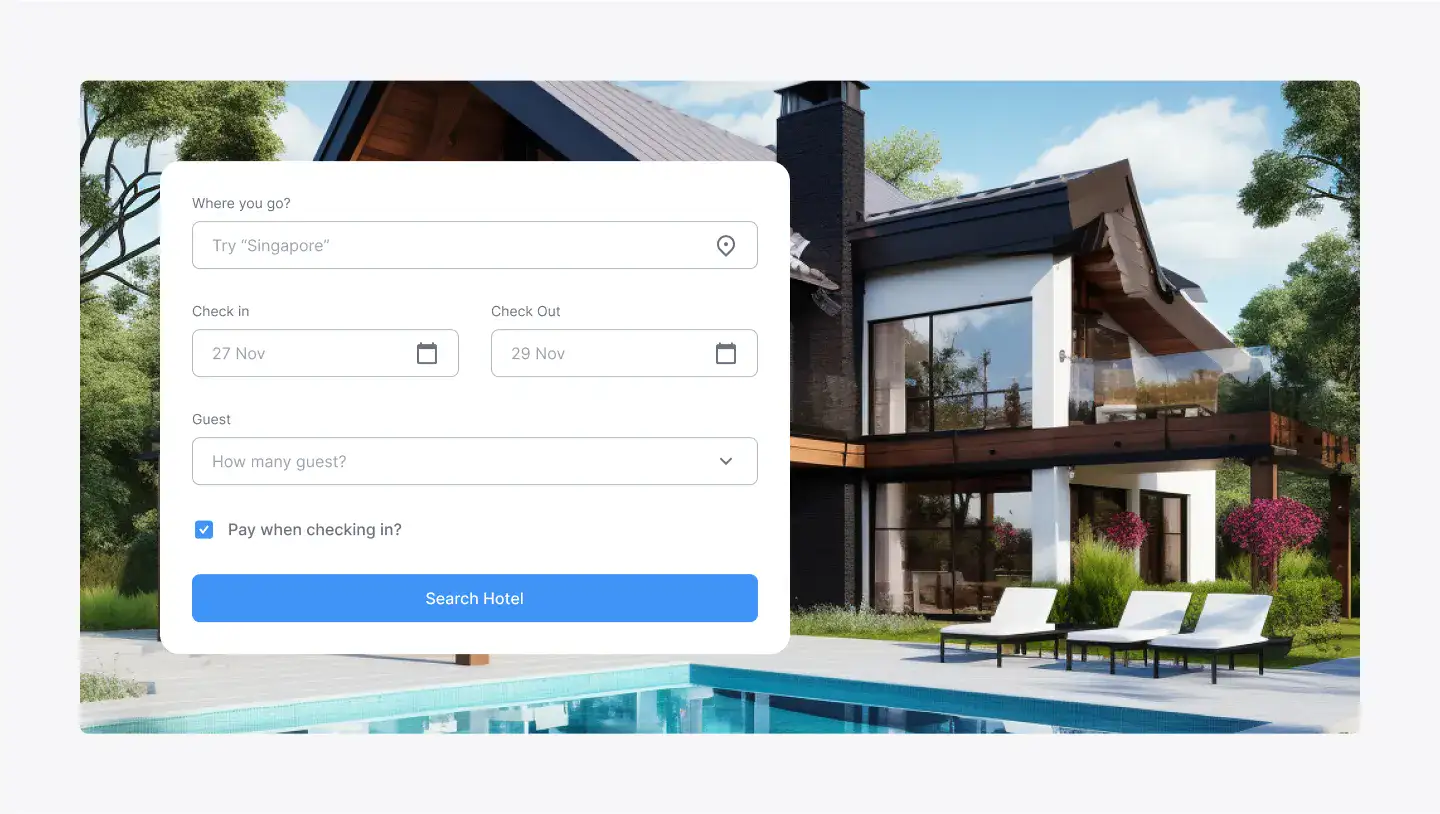 Where you go?
Try “Singapore”
Check in
Check Out
27 Nov
29 Nov
Guest
How many guest?
Pay when checking in?
Search Hotel